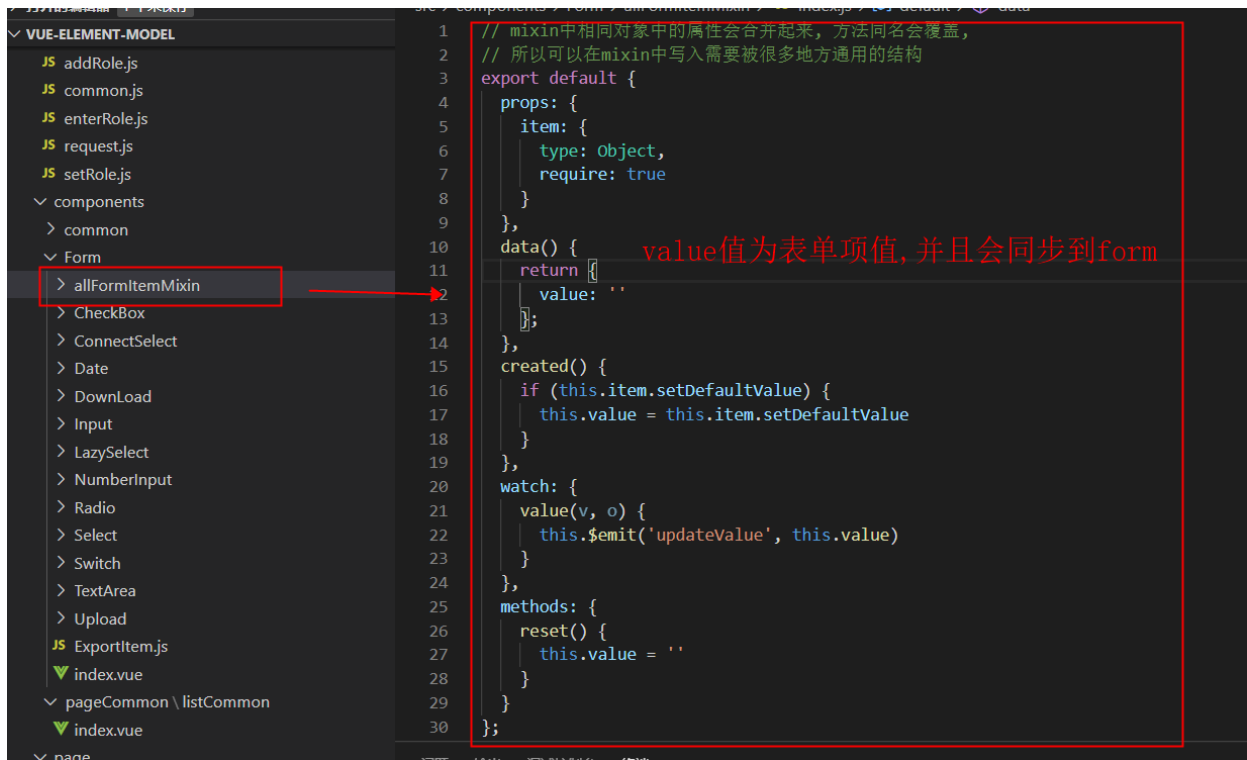 VUE-ELEMENT-MODEL
JS addRole.js
JS common.js
JS enterRole.js
JS request.js
JS setRole.js
components
common
Form
allFormItemMixin
CheckBox
ConnectSelect
Date
DownLoad
Input
LazySelect
NumberInput
Radio
Select
Switch
TextArea
Upload
JS ExportItem.js
index.vue
pageCommon \ listCommon
index.vue
page
1 // mixin中相同对象中的属性会合并起来, 方法同名会覆盖,
2 // 所以可以在mixin中写入需要被很多地方通用的结构
3 export default {
4 props: {
5 item: {
6 type: Object,
7 require: true
8 }
9 },
10 data() {
value值为表单项值,并且会同步到form
11 return {
12 value: ''
13 };
14 },
15 created() {
16 if (this.item.setDefaultValue) {
17 this.value = this.item.setDefaultValue
18 }
19 },
20 watch: {
21 value(v, o) {
22 this.$emit('updateValue', this.value)
23 }
24 },
25 methods: {
26 reset() {
27 this.value = ''
28 }
29 }
30 };